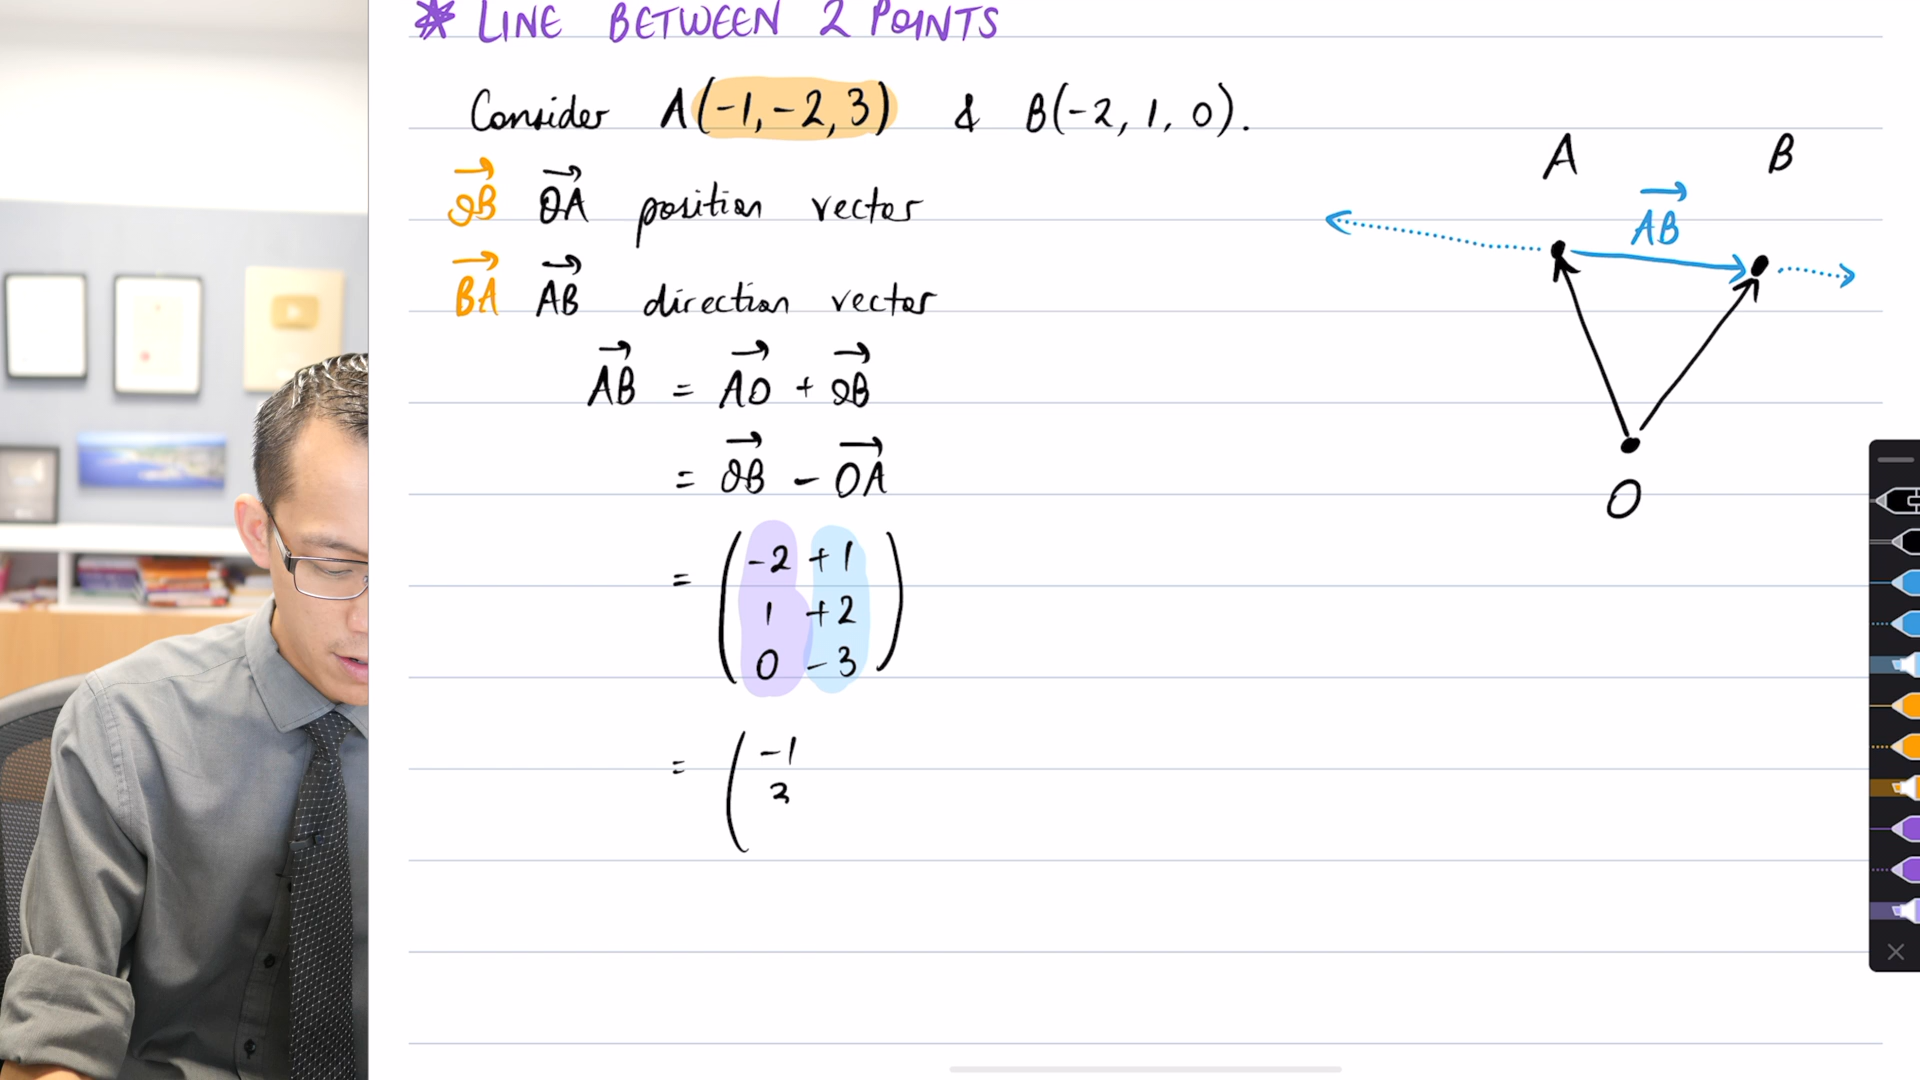 * LINE BETWEEN 2 POINTS
Consider A(-1, -2, 3) & B(-2, 1, 0).
A B
→OB →OA position vector
→AB
→BA →AB direction vector
→AB = →AO + →OB
= →OB - →OA
O
= ( -2 + 1
1 + 2
0 - 3 )
= ( -1
3